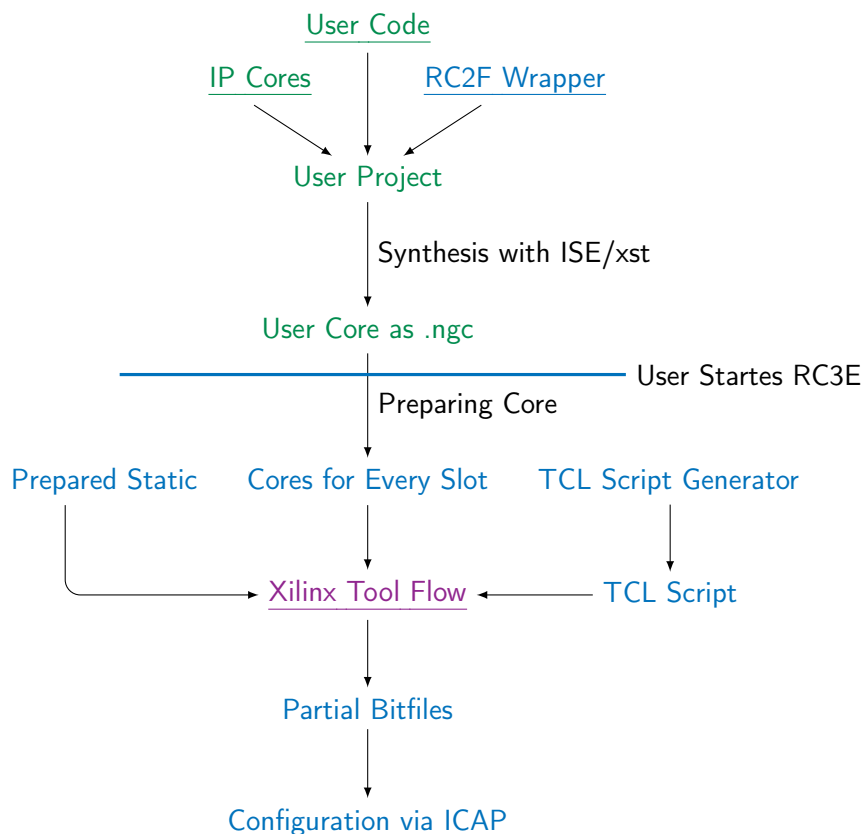 User Code
IP Cores
RC2F Wrapper
User Project
Synthesis with ISE/xst
User Core as .ngc
User Startes RC3E
Preparing Core
Prepared Static
Cores for Every Slot
TCL Script Generator
Xilinx Tool Flow
TCL Script
Partial Bitfiles
Configuration via ICAP